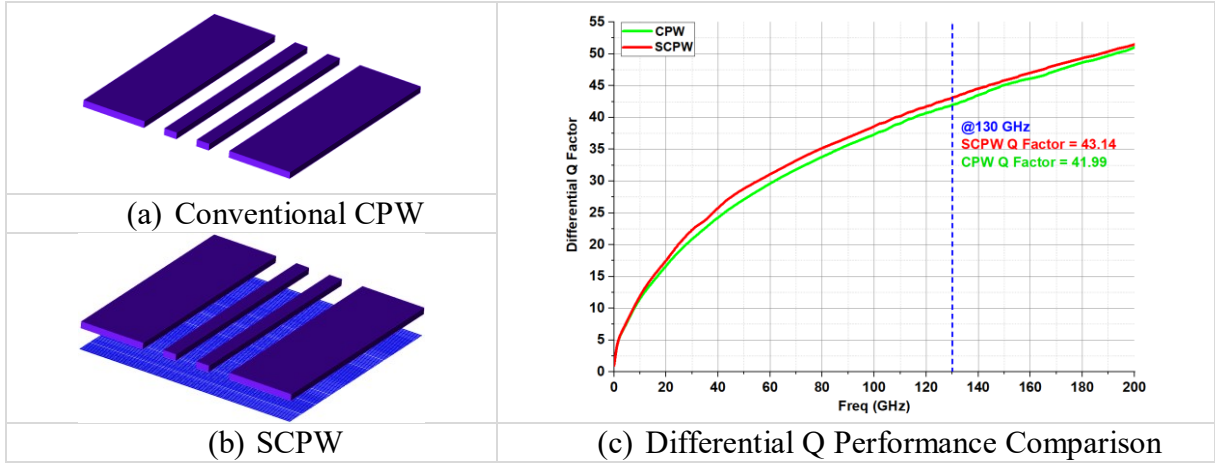 (a) Conventional CPW
(b) SCPW
55
50
45
40
35
30
25
20
15
10
5
0
Differential Q Factor
CPW
SCPW
@130 GHz
SCPW Q Factor = 43.14
CPW Q Factor = 41.99
0 20 40 60 80 100 120 140 160 180 200
Freq (GHz)
(c) Differential Q Performance Comparison